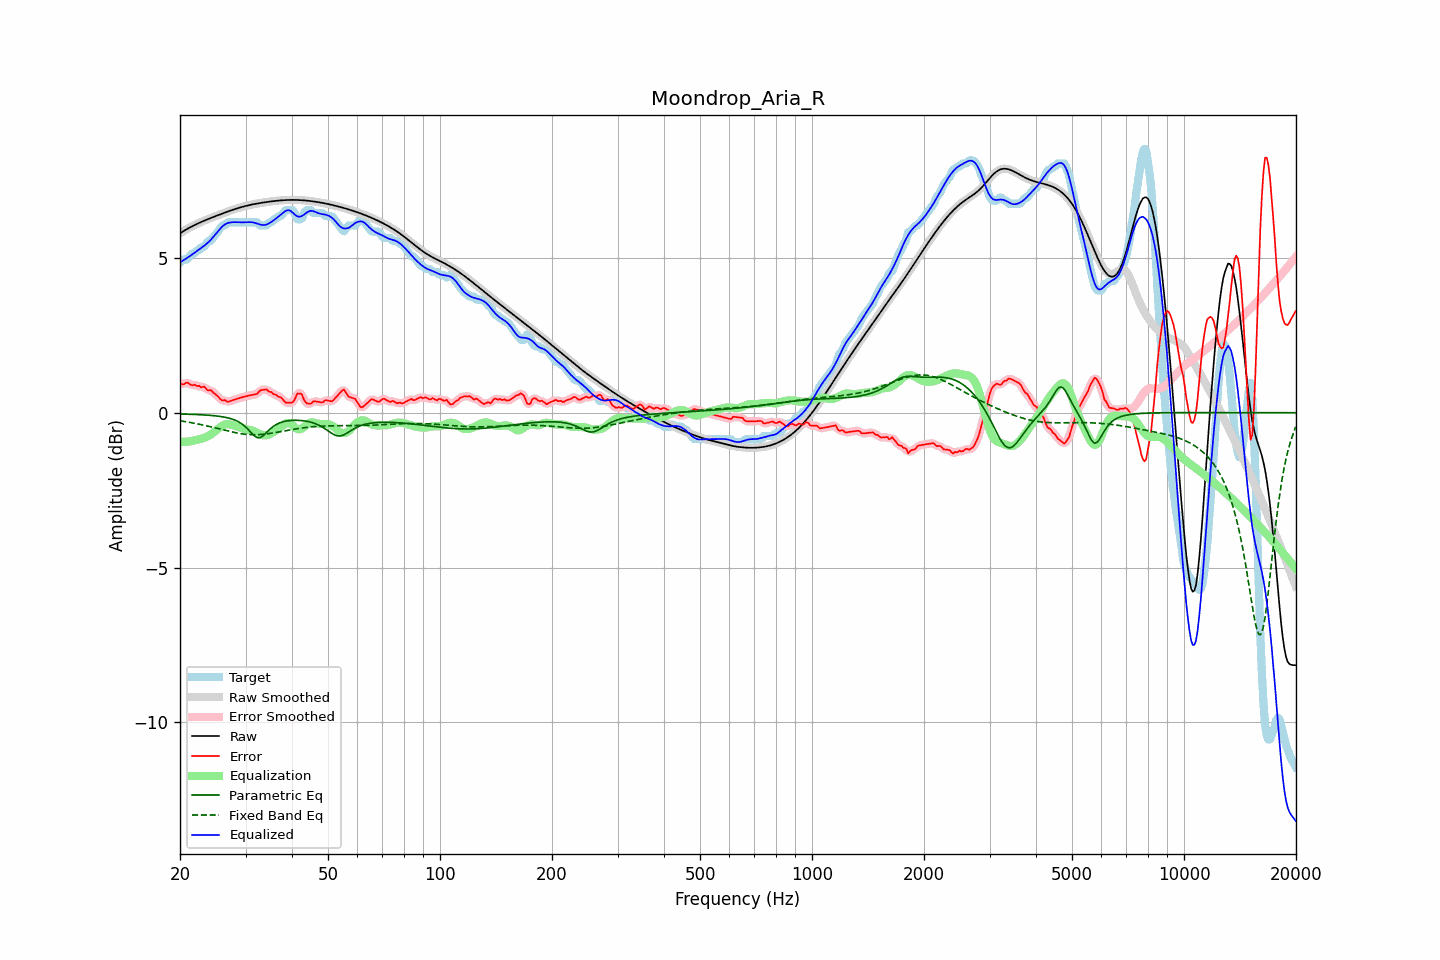 Moondrop_Aria_R
Amplitude (dBr)
5
0
−5
−10
Target
Raw Smoothed
Error Smoothed
Raw
Error
Equalization
Parametric Eq
Fixed Band Eq
Equalized
20 50 100 200 500 1000 2000 5000 10000 20000
Frequency (Hz)